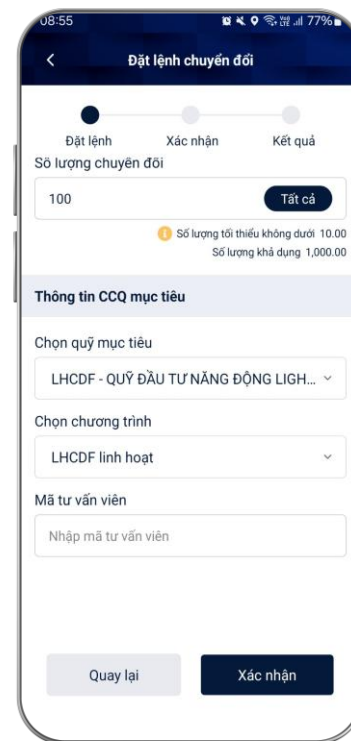 08:55 77%
Đặt lệnh chuyển đổi
Đặt lệnh Xác nhận Kết quả
Số lượng chuyển đổi
100 Tất cả
Số lượng tối thiểu không dưới 10.00
Số lượng khả dụng 1,000.00
Thông tin CCQ mục tiêu
Chọn quỹ mục tiêu
LHCDF - QUỸ ĐẦU TƯ NĂNG ĐỘNG LIGH...
Chọn chương trình
LHCDF linh hoạt
Mã tư vấn viên
Nhập mã tư vấn viên
Quay lại Xác nhận